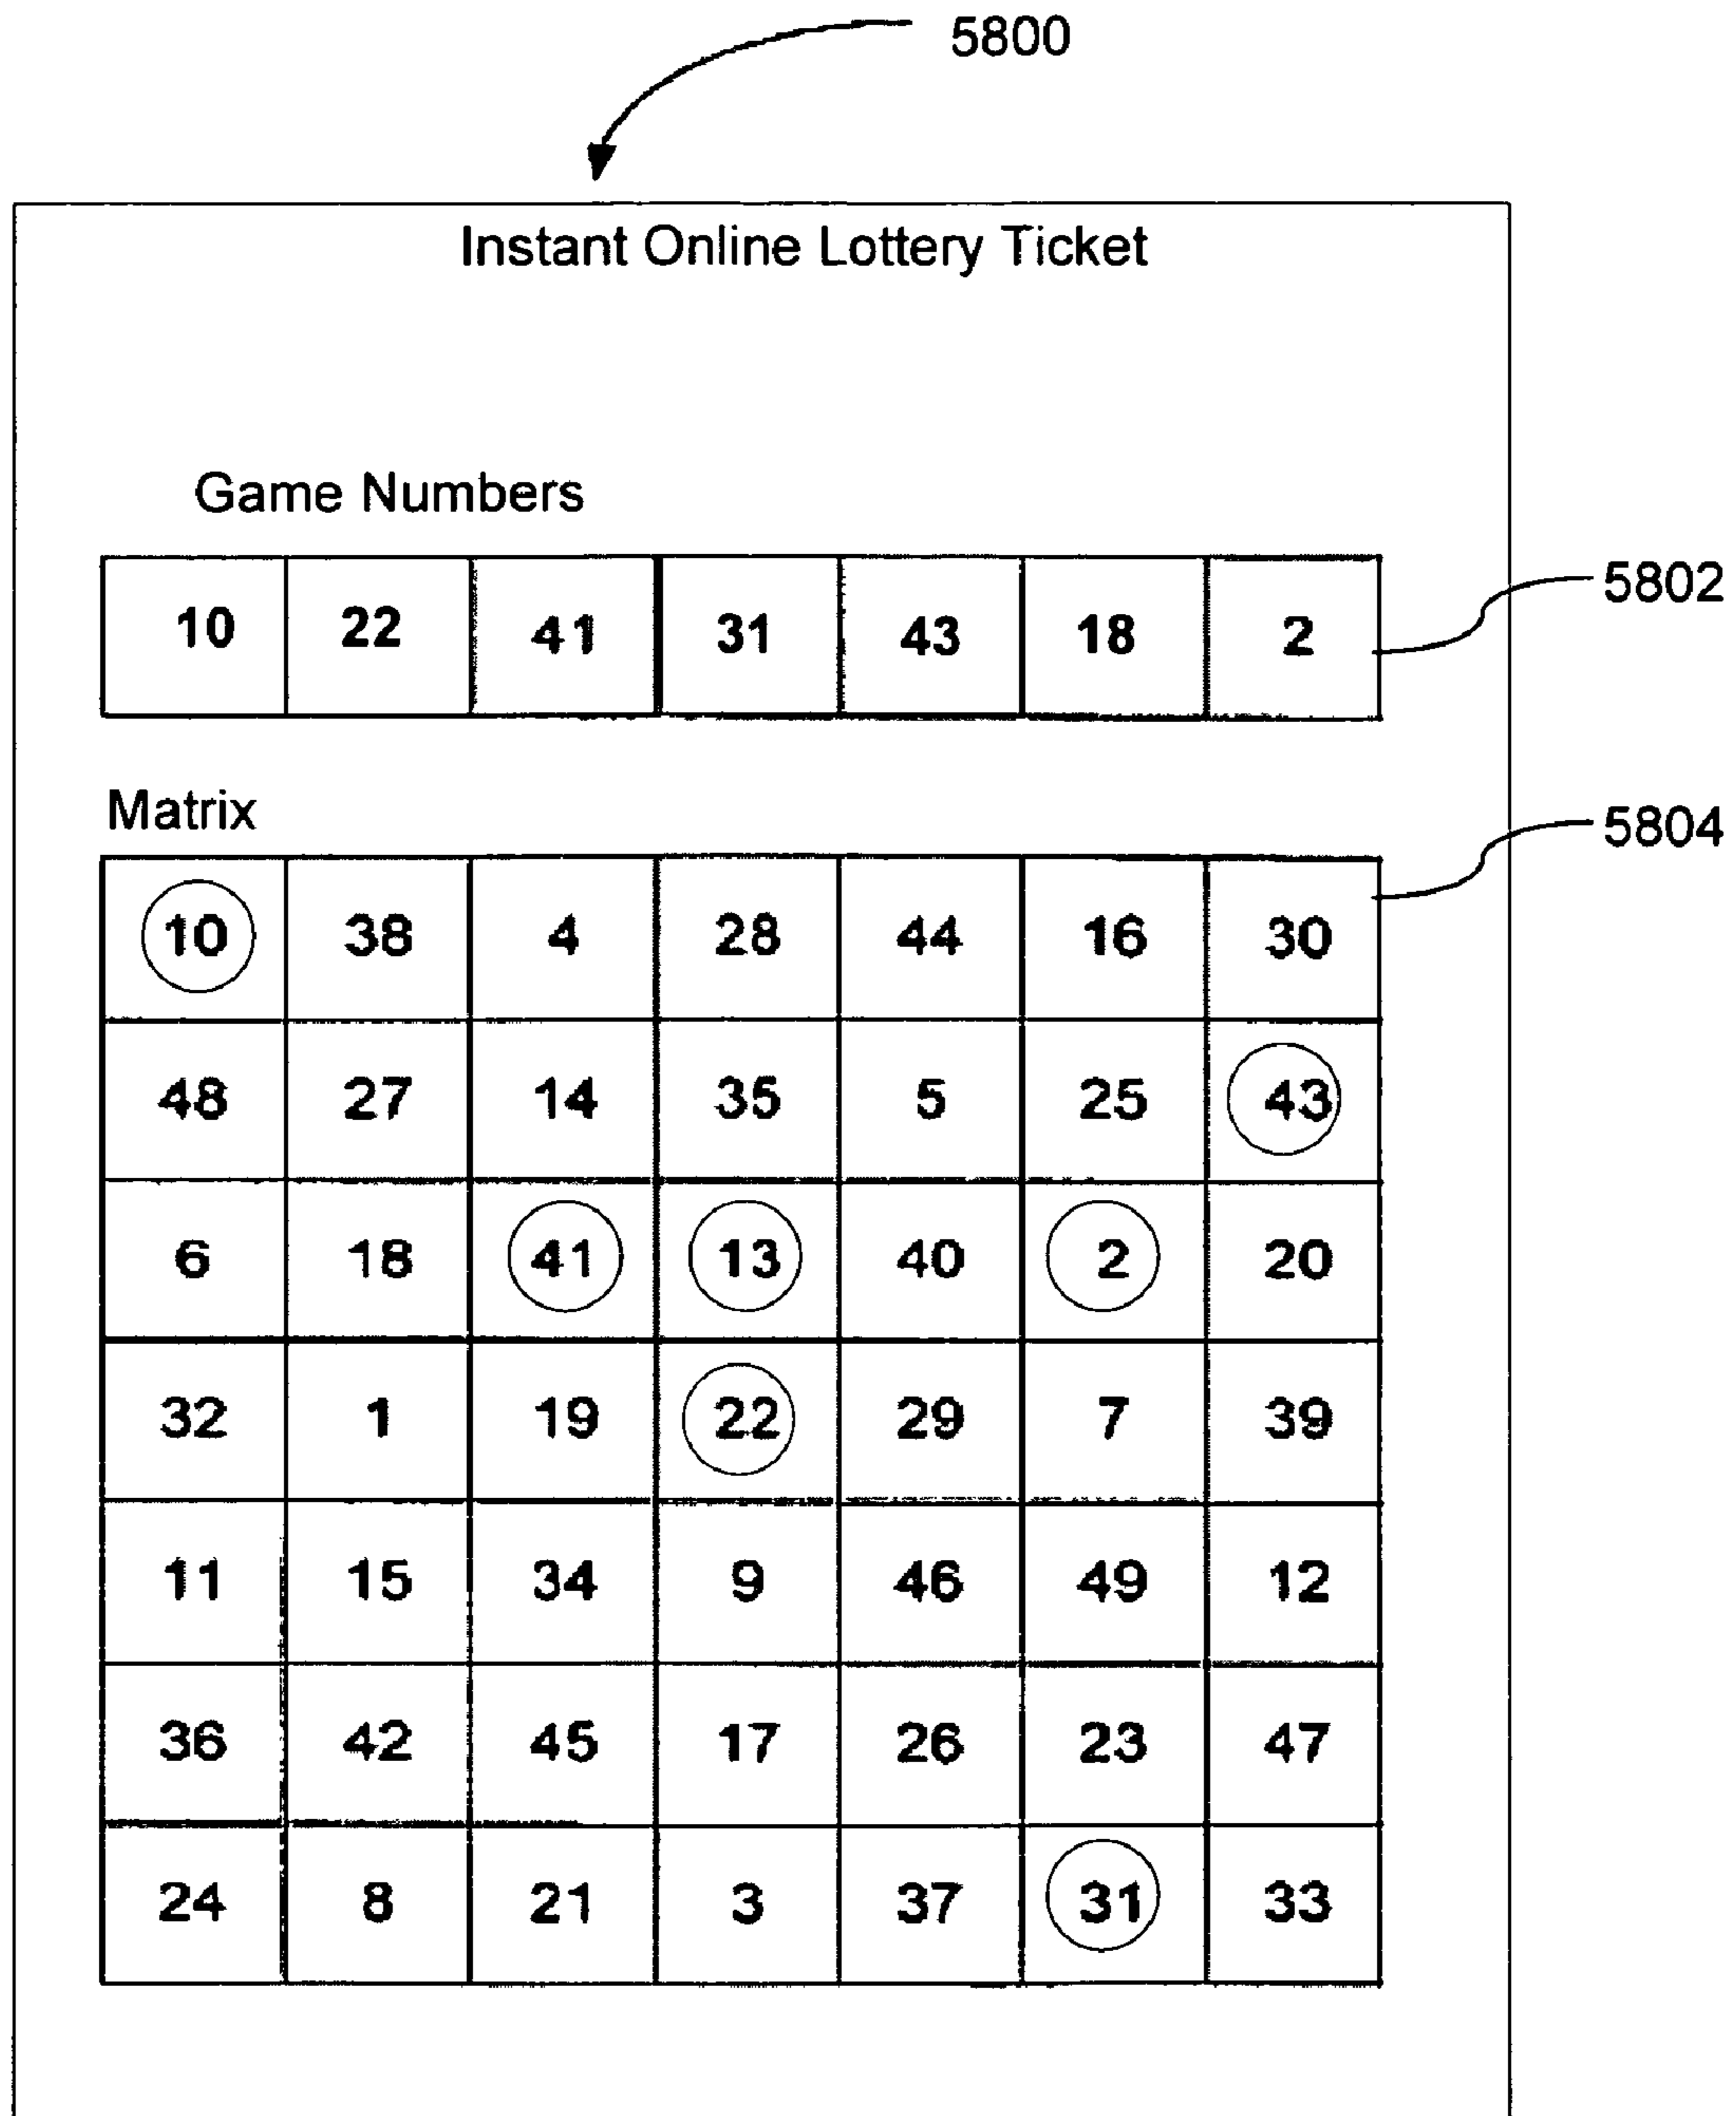 5800
Instant Online Lottery Ticket
Game Numbers
10 22 41 31 43 18 2
5802
Matrix
5804
10 38 4 28 44 16 30
48 27 14 35 5 25 43
6 18 41 13 40 2 20
32 1 19 22 29 7 39
11 15 34 9 46 49 12
36 42 45 17 26 23 47
24 8 21 3 37 31 33